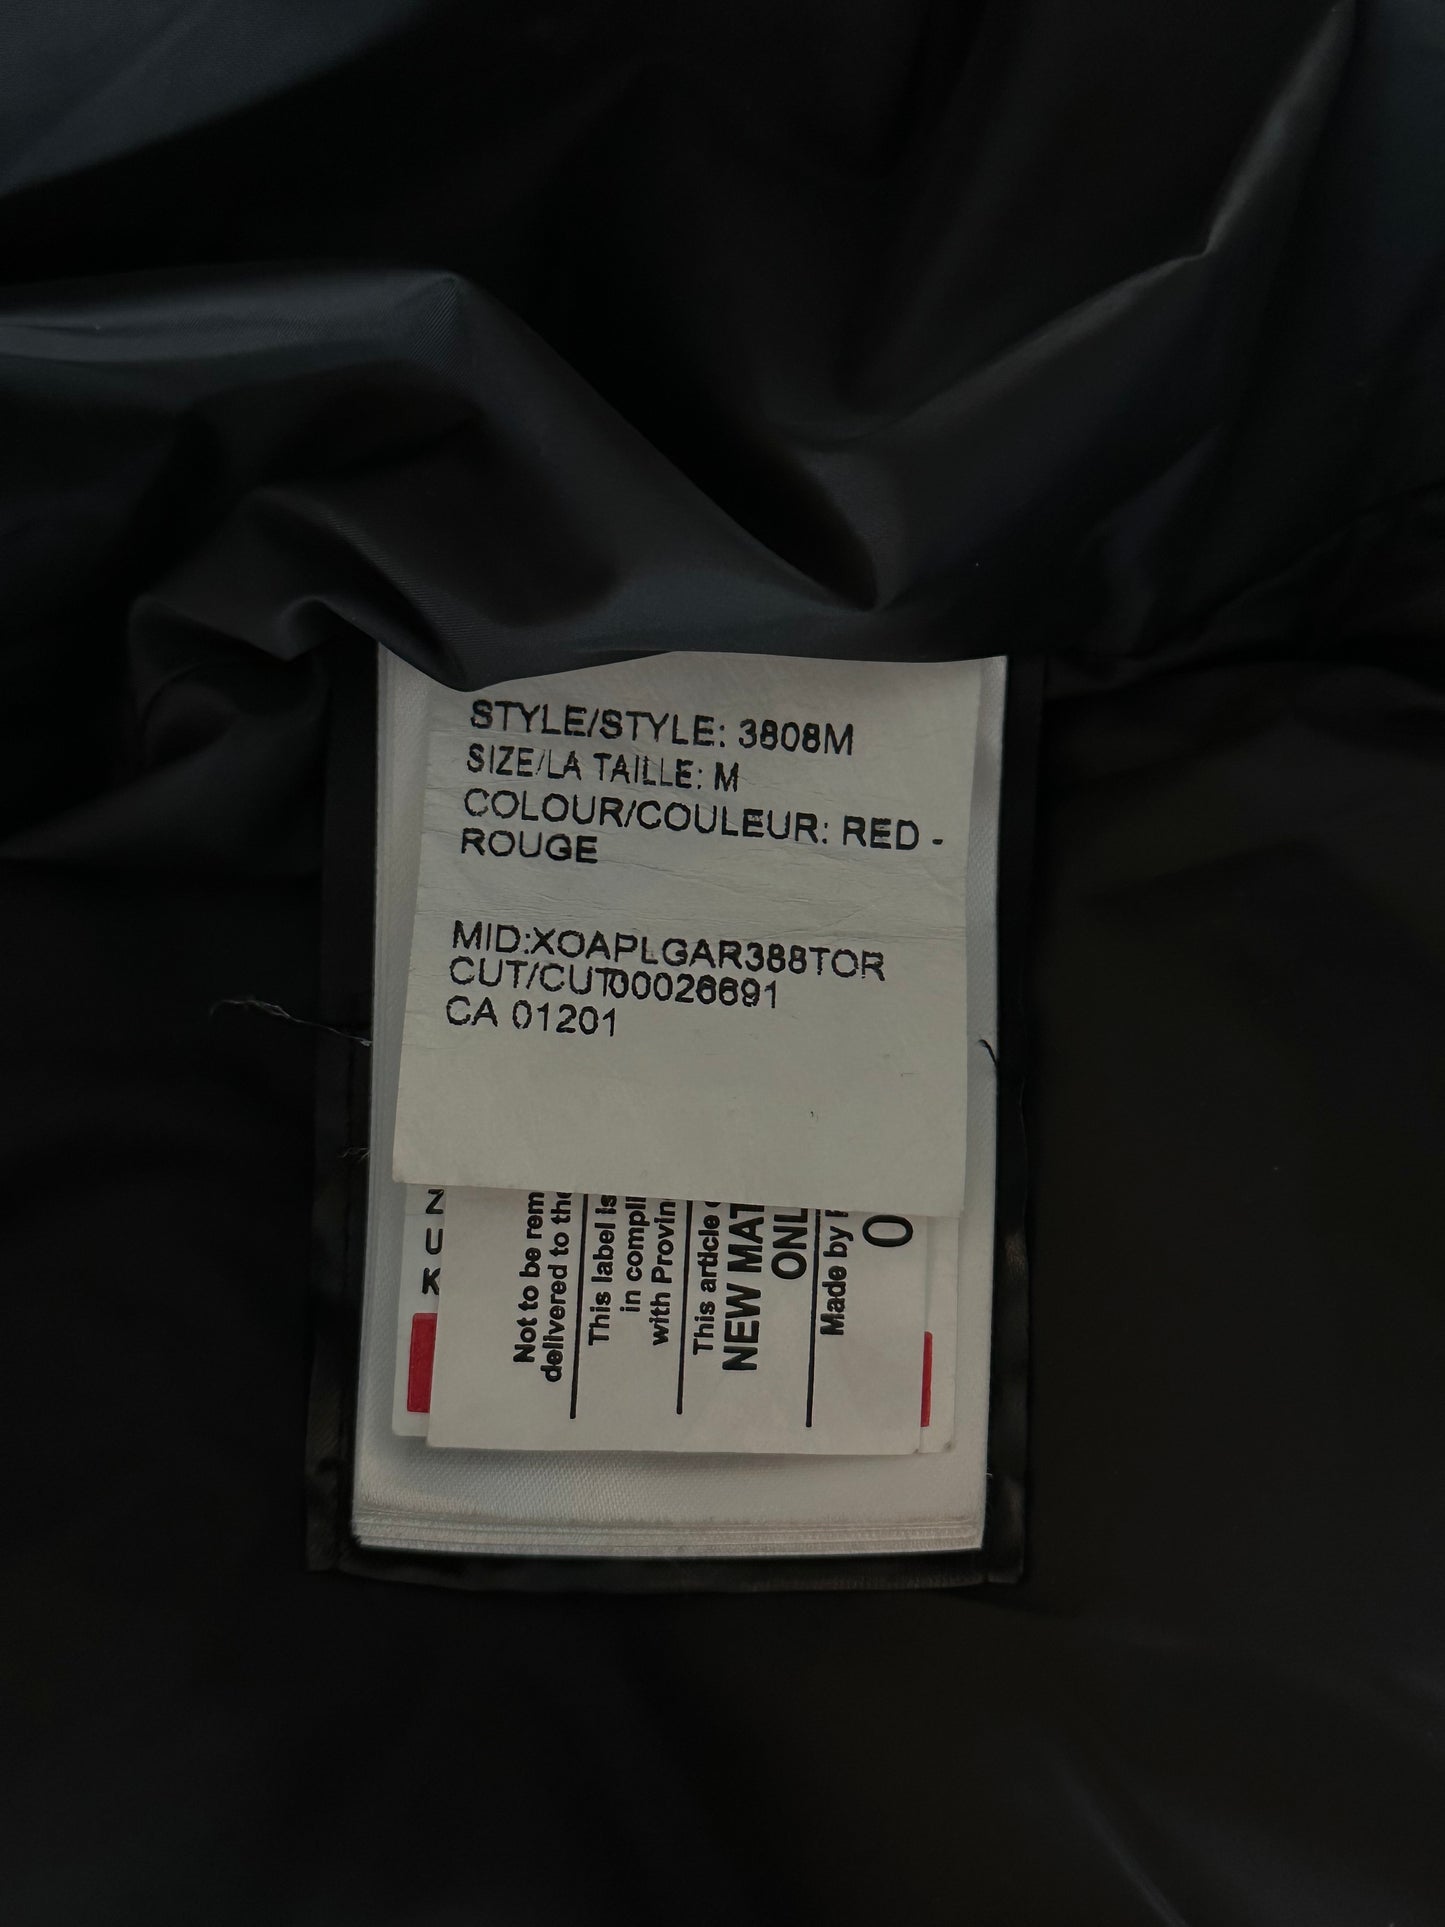 STYLE/STYLE: 3808M
SIZE/LA TAILLE: M
COLOUR/COULEUR: RED -
ROUGE
MID:XOAPLGAR388TOR
CUT/CUT00026691
CA 01201
Not to be rem
delivered to the
This label is
in compli
with Provin
This article
NEW MAT
ONL
Made by
0